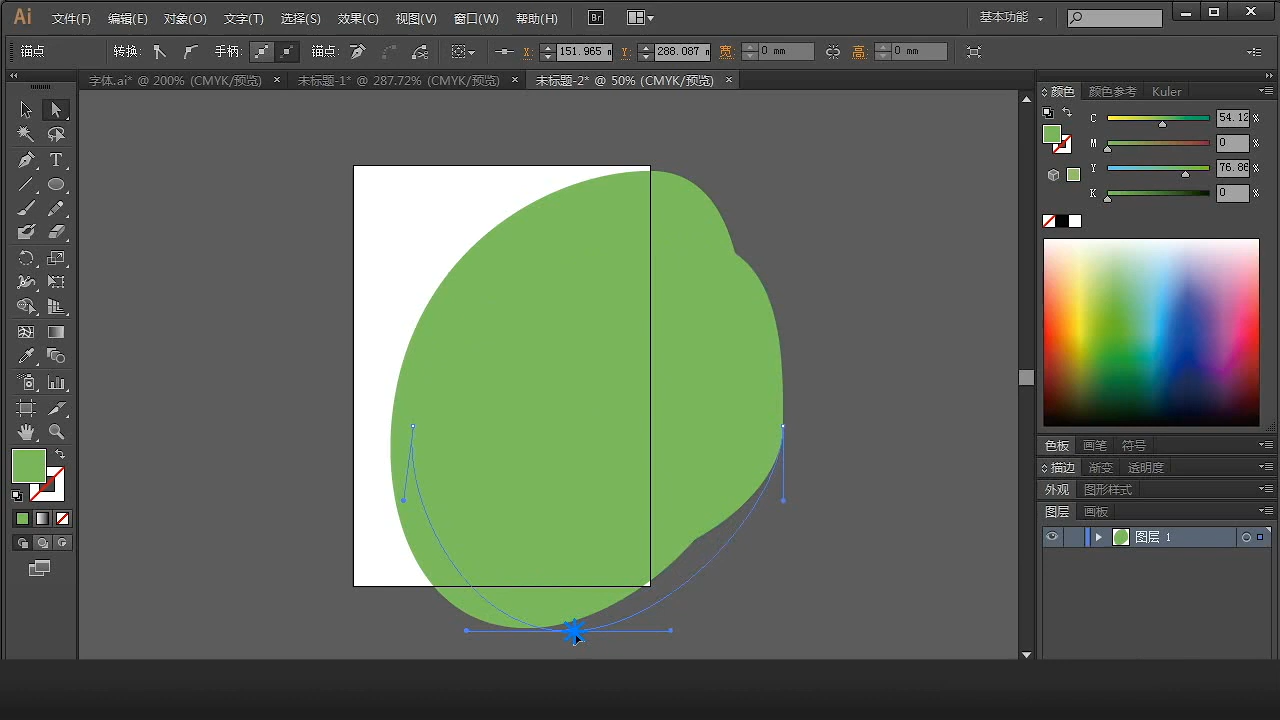 Ai 文件(F) 编辑(E) 对象(O) 文字(T) 选择(S) 效果(C) 视图(V) 窗口(W) 帮助(H) Br 基本功能
锚点 转换: 手柄: 锚点: X: 151.965 Y: 288.087 宽: 0 mm 高: 0 mm
字体.ai* @ 200% (CMYK/预览) × 未标题-1* @ 287.72% (CMYK/预览) × 未标题-2* @ 50% (CMYK/预览) ×
颜色 颜色参考 Kuler
C 54.12 %
M 0 %
Y 76.86 %
K 0 %
色板 画笔 符号
描边 渐变 透明度
外观 图形样式
图层 画板
图层 1